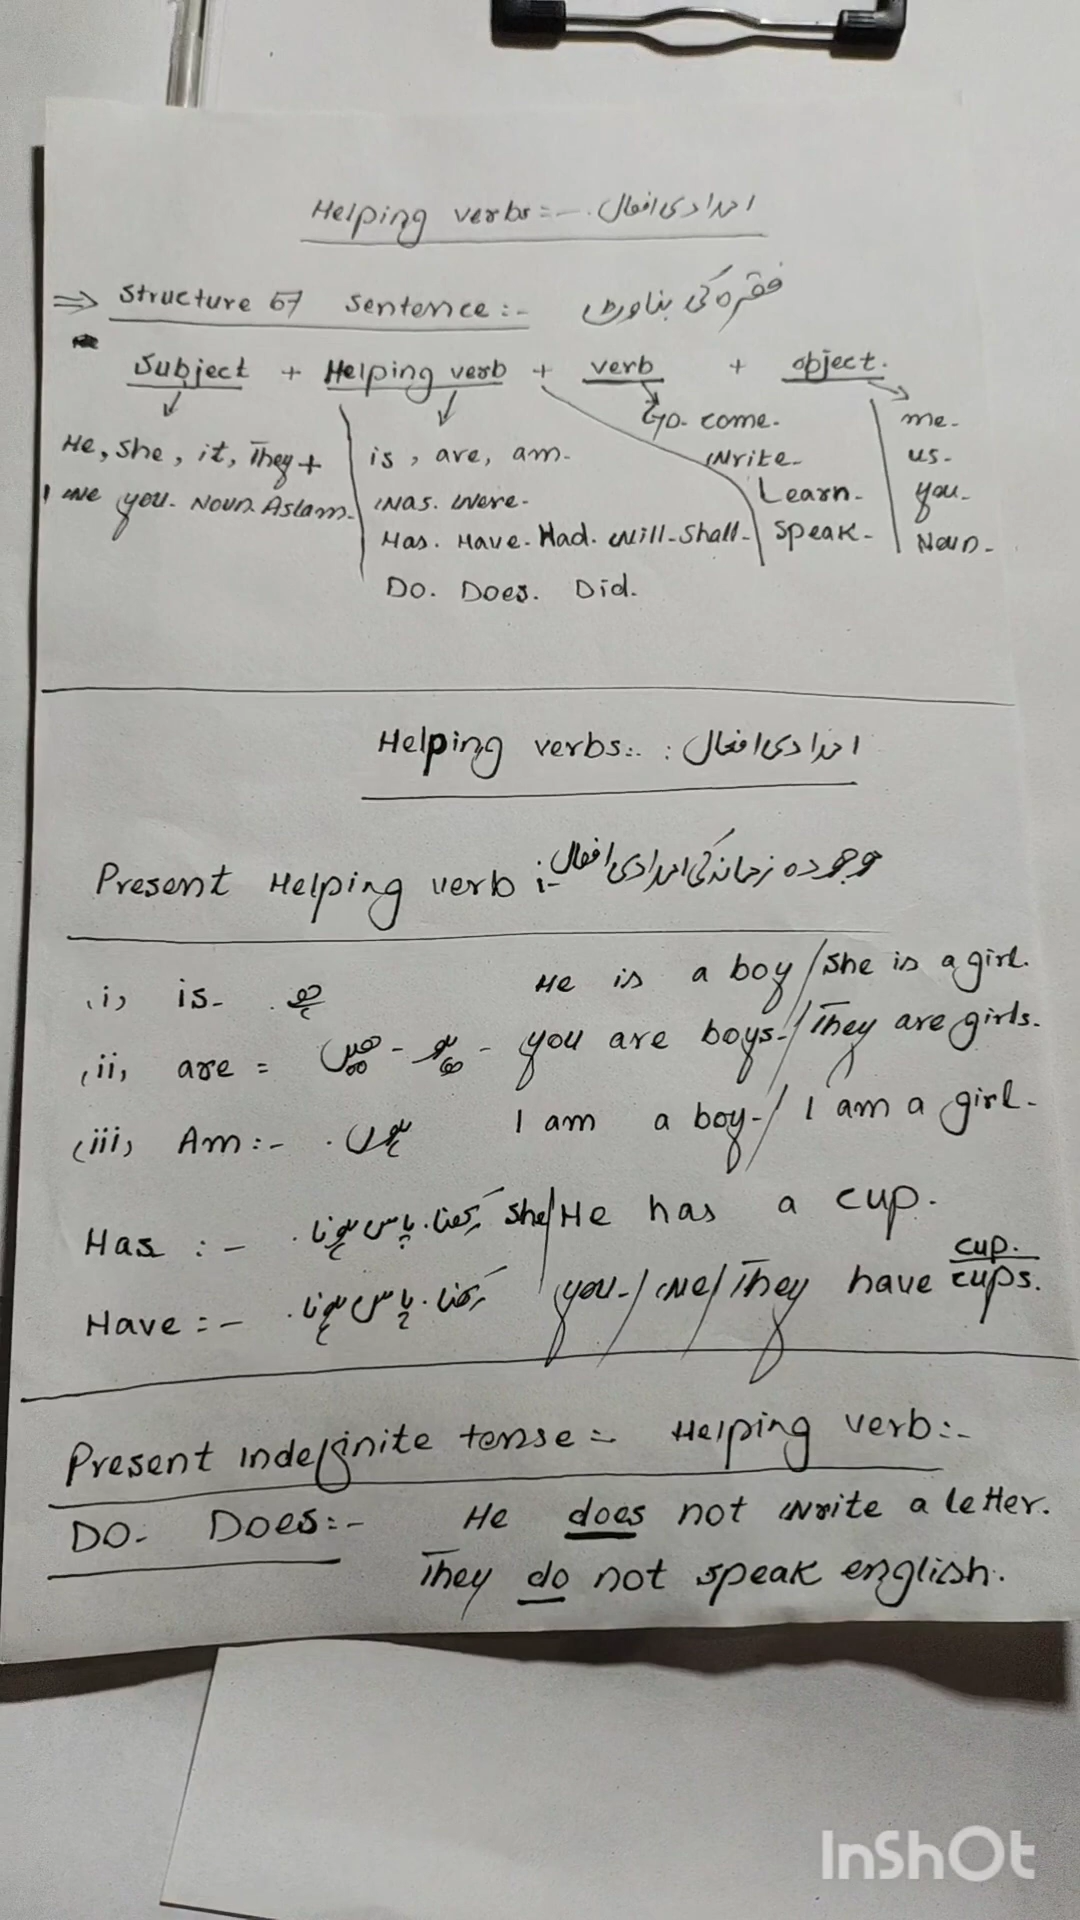 Helping verbs:- امدادی افعال
⇒ Structure of Sentence:- فقرہ کی بناوٹ
Subject + Helping verb + verb + object.
He, She, it, They + is, are, am. Go. come. me.
I we you. Noun. Aslam. was. were. write. us.
Has. Have. Had. will. Shall. Learn. you.
Do. Does. Did. Speak. Noun.
Helping verbs:. : امدادی افعال
Present Helping verb :- موجودہ زمانہ کی امدادی افعال
(i) is- ہے He is a boy/She is a girl.
(ii) are = ہیں - ہو - you are boys./They are girls.
(iii) Am:- ہوں. I am a boy./ I am a girl.
Has :- رکھنا. پاس ہونا. She/He has a cup.
Have :- رکھنا. پاس ہونا. you/ we/ They have cup.
cups.
Present indefinite tense = Helping verb:-
DO. Does:- He does not write a letter.
They do not speak english.
InShOt